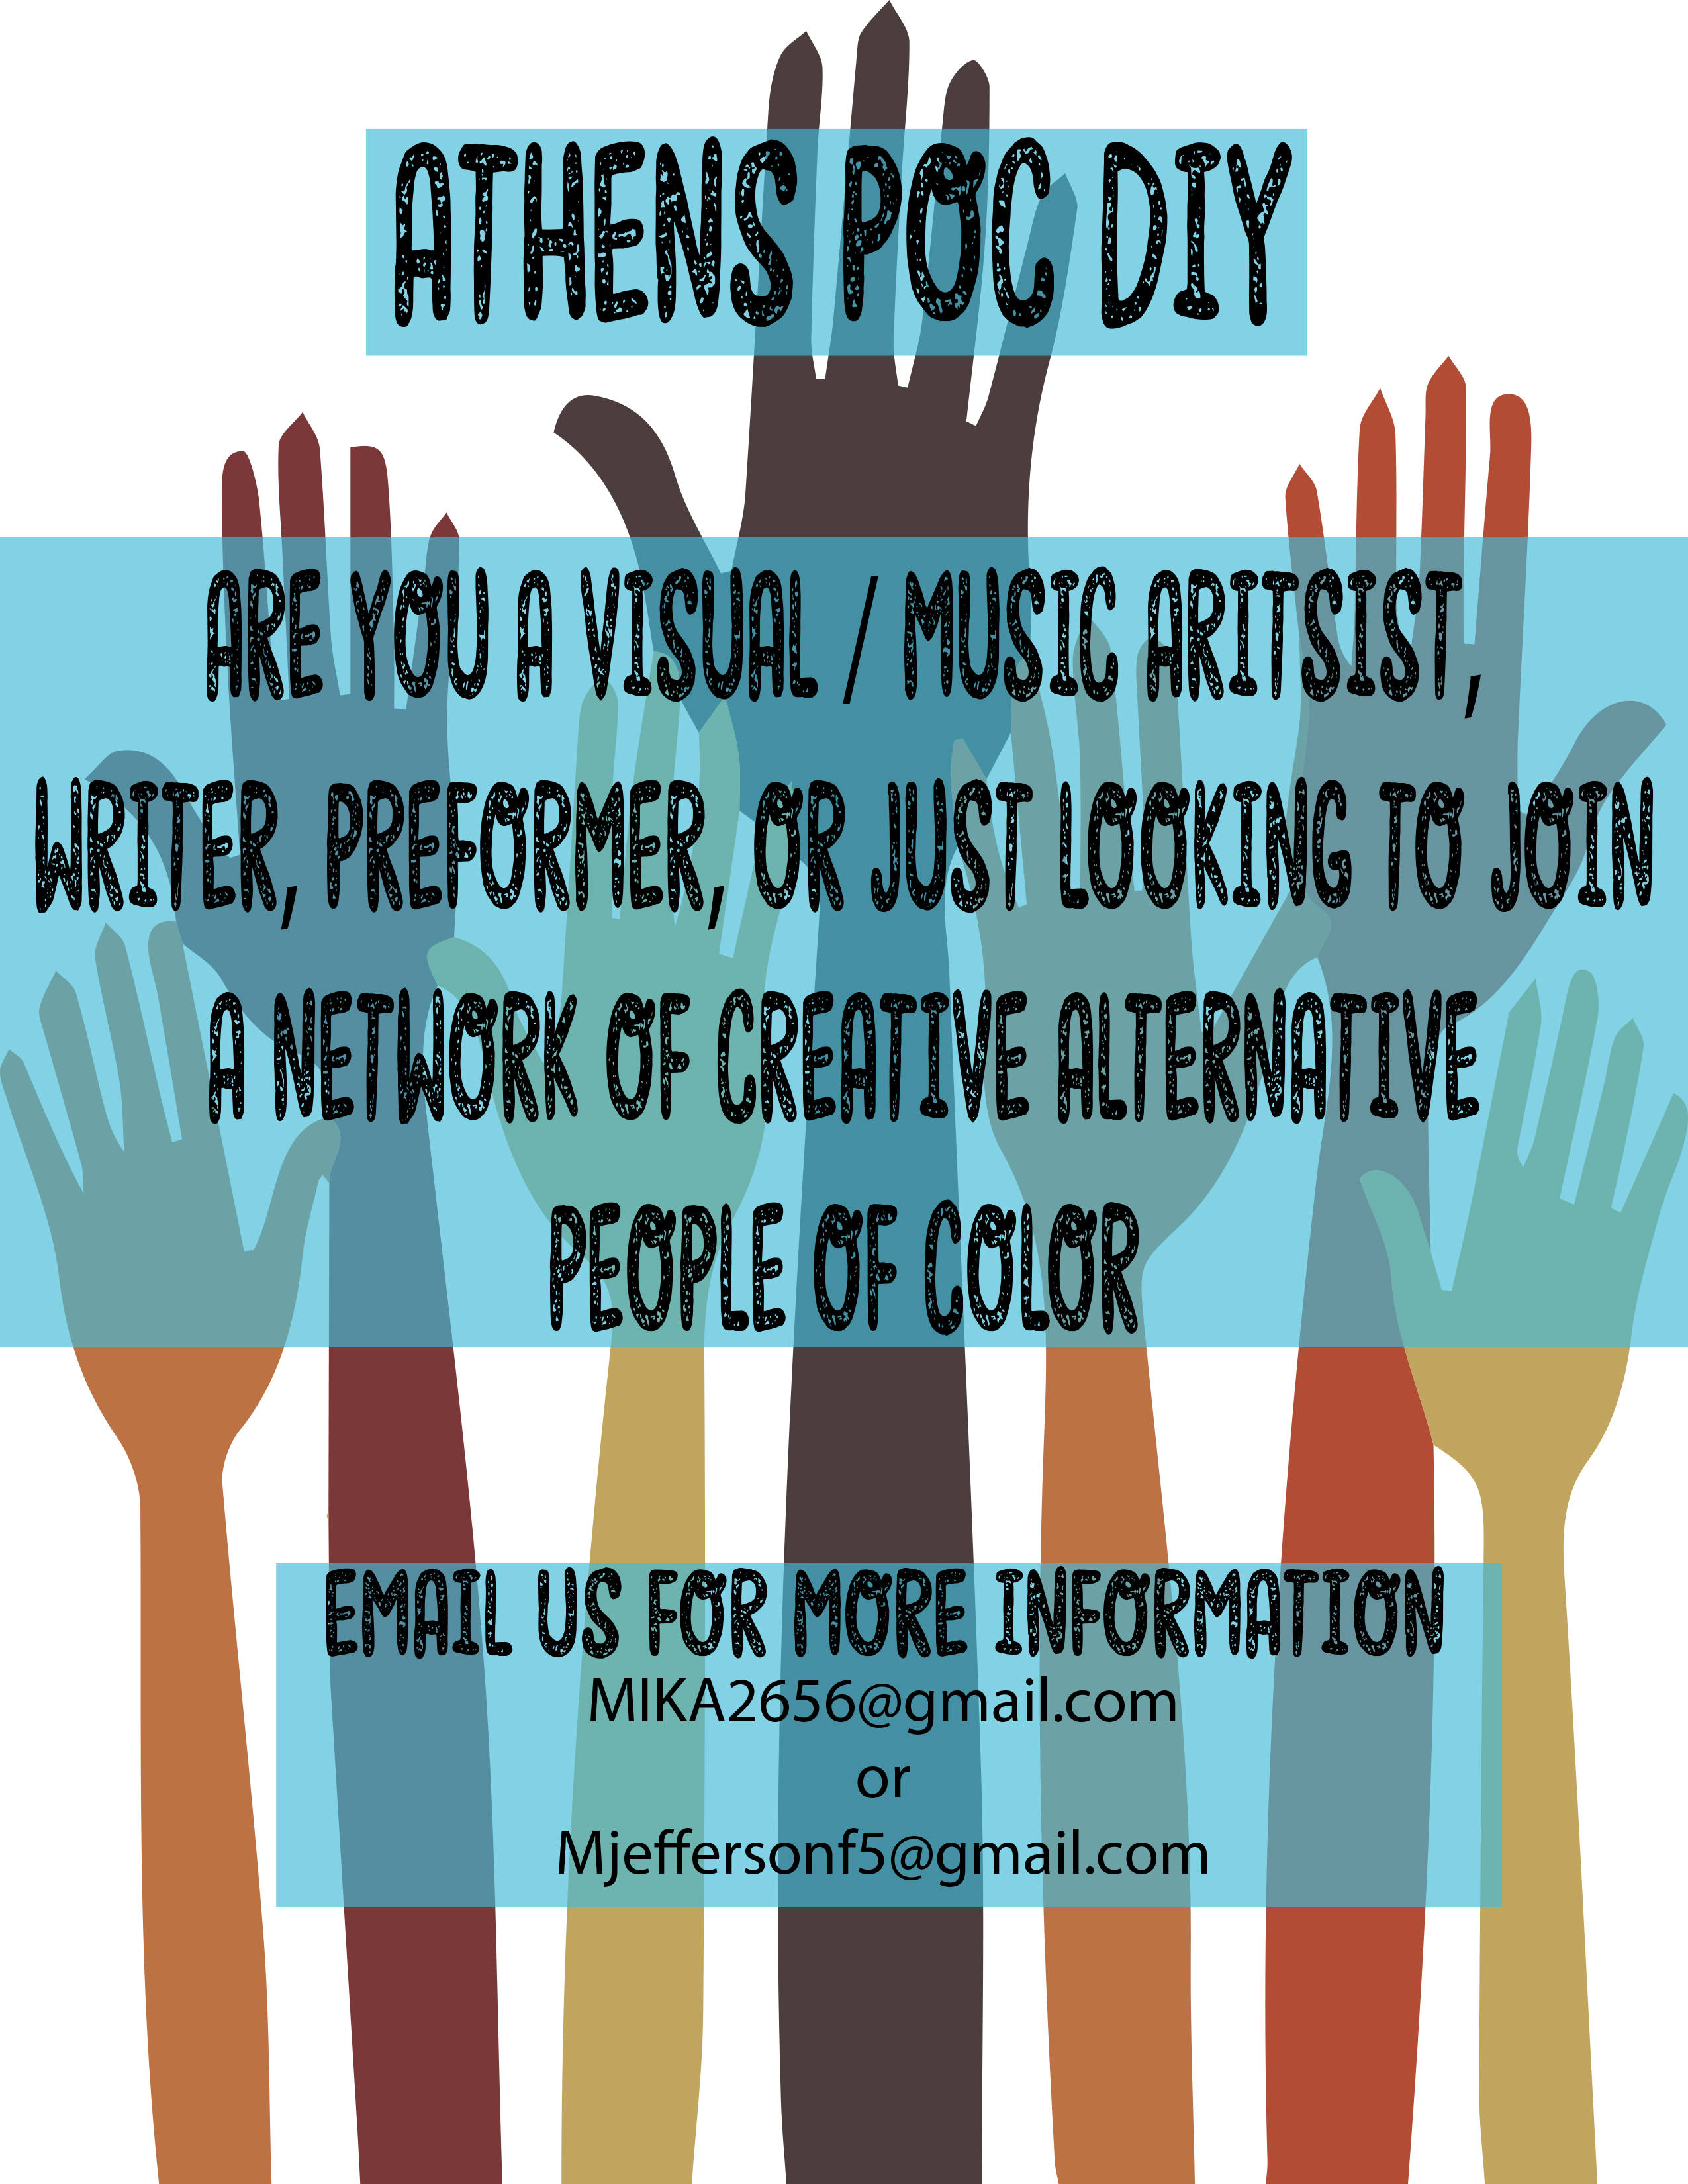 ATHENS POC DIY
ARE YOU A VISUAL / MUSIC ARITSIST,
WRITER, PREFORMER, OR JUST LOOKING TO JOIN
A NETWORK OF CREATIVE ALTERNATIVE
PEOPLE OF COLOR
EMAIL US FOR MORE INFORMATION
MIKA2656@gmail.com
or
Mjeffersonf5@gmail.com